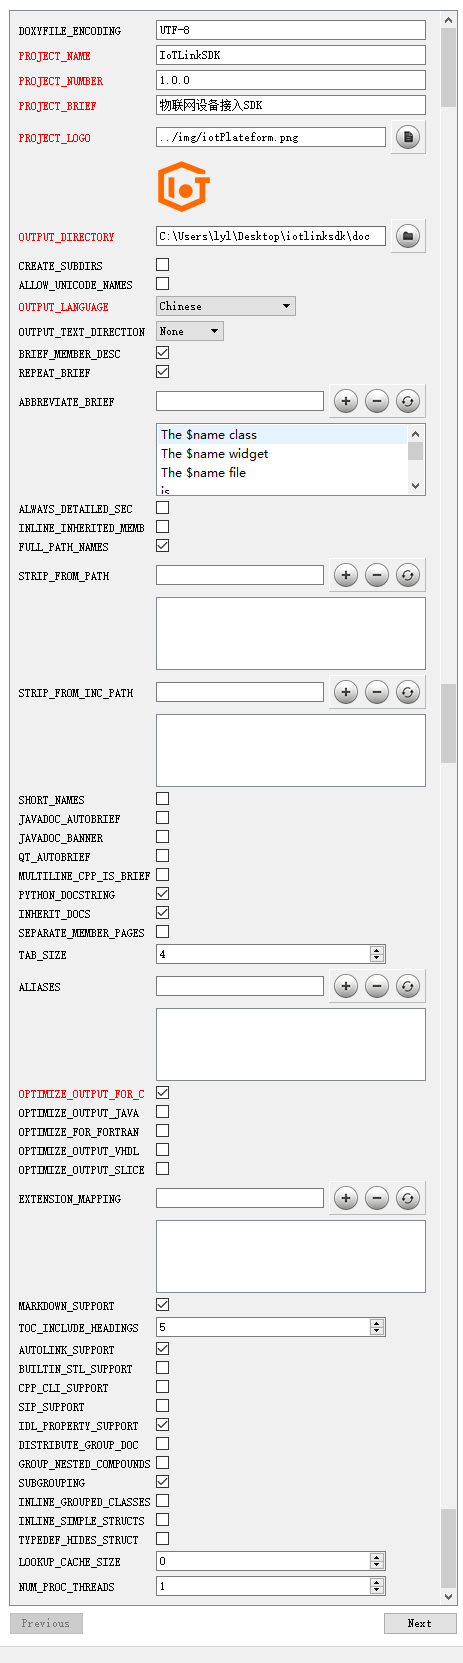 DOXYFILE_ENCODING UTF-8
PROJECT_NAME IoTLinkSDK
PROJECT_NUMBER 1.0.0
PROJECT_BRIEF 物联网设备接入SDK
PROJECT_LOGO ../img/iotPlateform.png
IoT
OUTPUT_DIRECTORY C:\Users\lyl\Desktop\iotlinksdk\doc
CREATE_SUBDIRS
ALLOW_UNICODE_NAMES
OUTPUT_LANGUAGE Chinese
OUTPUT_TEXT_DIRECTION None
BRIEF_MEMBER_DESC
REPEAT_BRIEF
ABBREVIATE_BRIEF
The $name class
The $name widget
The $name file
is
ALWAYS_DETAILED_SEC
INLINE_INHERITED_MEMB
FULL_PATH_NAMES
STRIP_FROM_PATH
STRIP_FROM_INC_PATH
SHORT_NAMES
JAVADOC_AUTOBRIEF
JAVADOC_BANNER
QT_AUTOBRIEF
MULTILINE_CPP_IS_BRIEF
PYTHON_DOCSTRING
INHERIT_DOCS
SEPARATE_MEMBER_PAGES
TAB_SIZE 4
ALIASES
OPTIMIZE_OUTPUT_FOR_C
OPTIMIZE_OUTPUT_JAVA
OPTIMIZE_FOR_FORTRAN
OPTIMIZE_OUTPUT_VHDL
OPTIMIZE_OUTPUT_SLICE
EXTENSION_MAPPING
MARKDOWN_SUPPORT
TOC_INCLUDE_HEADINGS 5
AUTOLINK_SUPPORT
BUILTIN_STL_SUPPORT
CPP_CLI_SUPPORT
SIP_SUPPORT
IDL_PROPERTY_SUPPORT
DISTRIBUTE_GROUP_DOC
GROUP_NESTED_COMPOUNDS
SUBGROUPING
INLINE_GROUPED_CLASSES
INLINE_SIMPLE_STRUCTS
TYPEDEF_HIDES_STRUCT
LOOKUP_CACHE_SIZE 0
NUM_PROC_THREADS 1
Previous Next